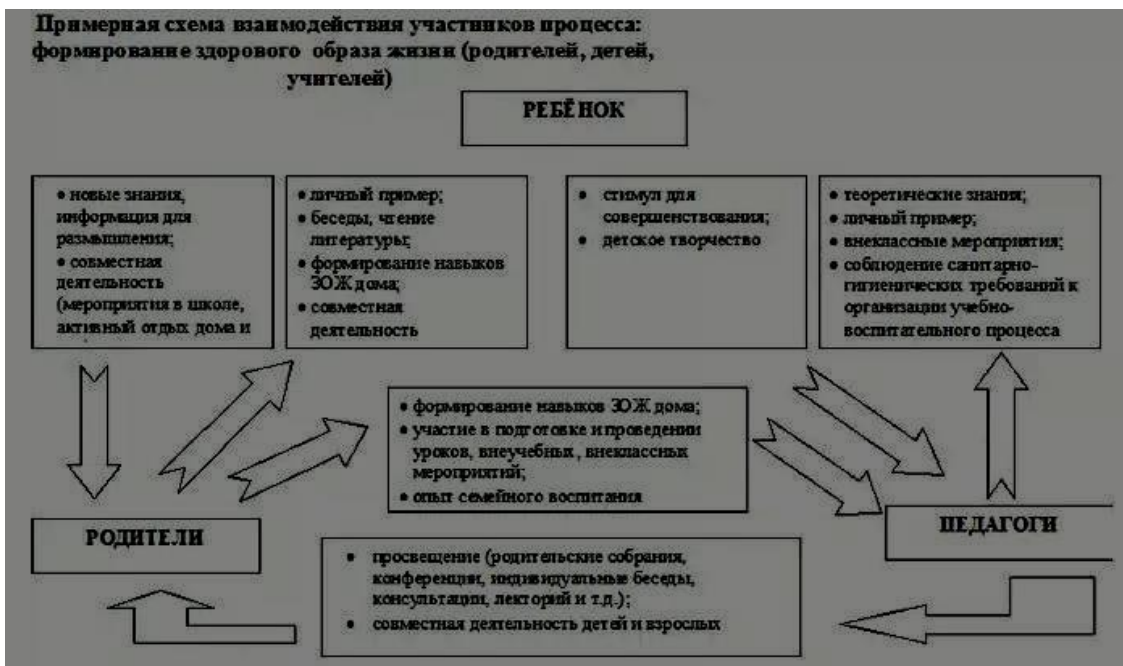 Примерная схема взаимодействия участников процесса:
формирование здорового образа жизни (родителей, детей,
учителей)
РЕБЁНОК
• новые знания,
информация для
размышления;
• совместная
деятельность
(мероприятия в школе,
активный отдых дома и
• личный пример;
• беседы, чтение
литературы;
• формирование навыков
ЗОЖ дома;
• совместная
деятельность
• стимул для
совершенствования;
• детское творчество
• теоретические знания;
• личный пример;
• внеклассные мероприятия;
• соблюдение санитарно-
гигиенических требований к
организации учебно-
воспитательного процесса
• формирование навыков ЗОЖ дома;
• участие в подготовке и проведении
уроков, внеучебных, внеклассных
мероприятий;
• опыт семейного воспитания
РОДИТЕЛИ
ПЕДАГОГИ
• просвещение (родительские собрания,
конференции, индивидуальные беседы,
консультации, лекторий и т.д.);
• совместная деятельность детей и взрослых